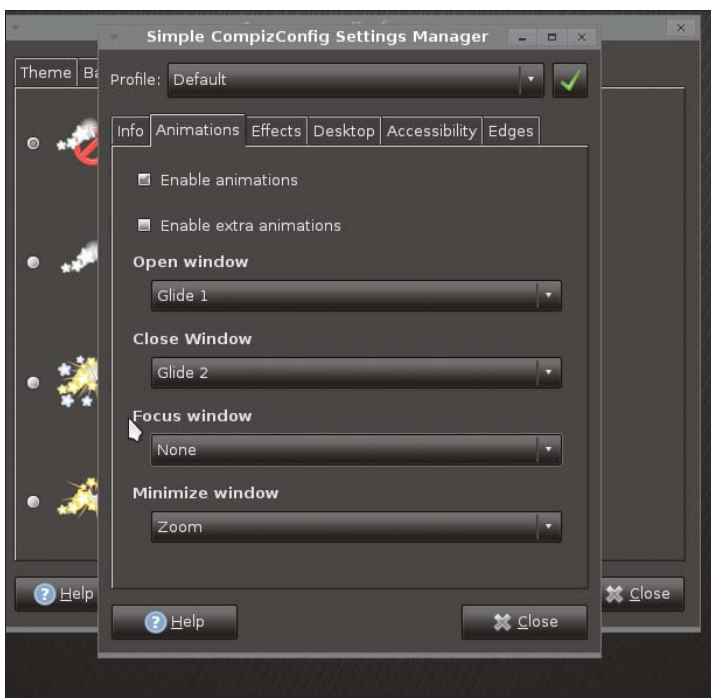 Simple CompizConfig Settings Manager
Theme
Profile: Default
Info Animations Effects Desktop Accessibility Edges
Enable animations
Enable extra animations
Open window
Glide 1
Close Window
Glide 2
Focus window
None
Minimize window
Zoom
Help
Close
Help
Close